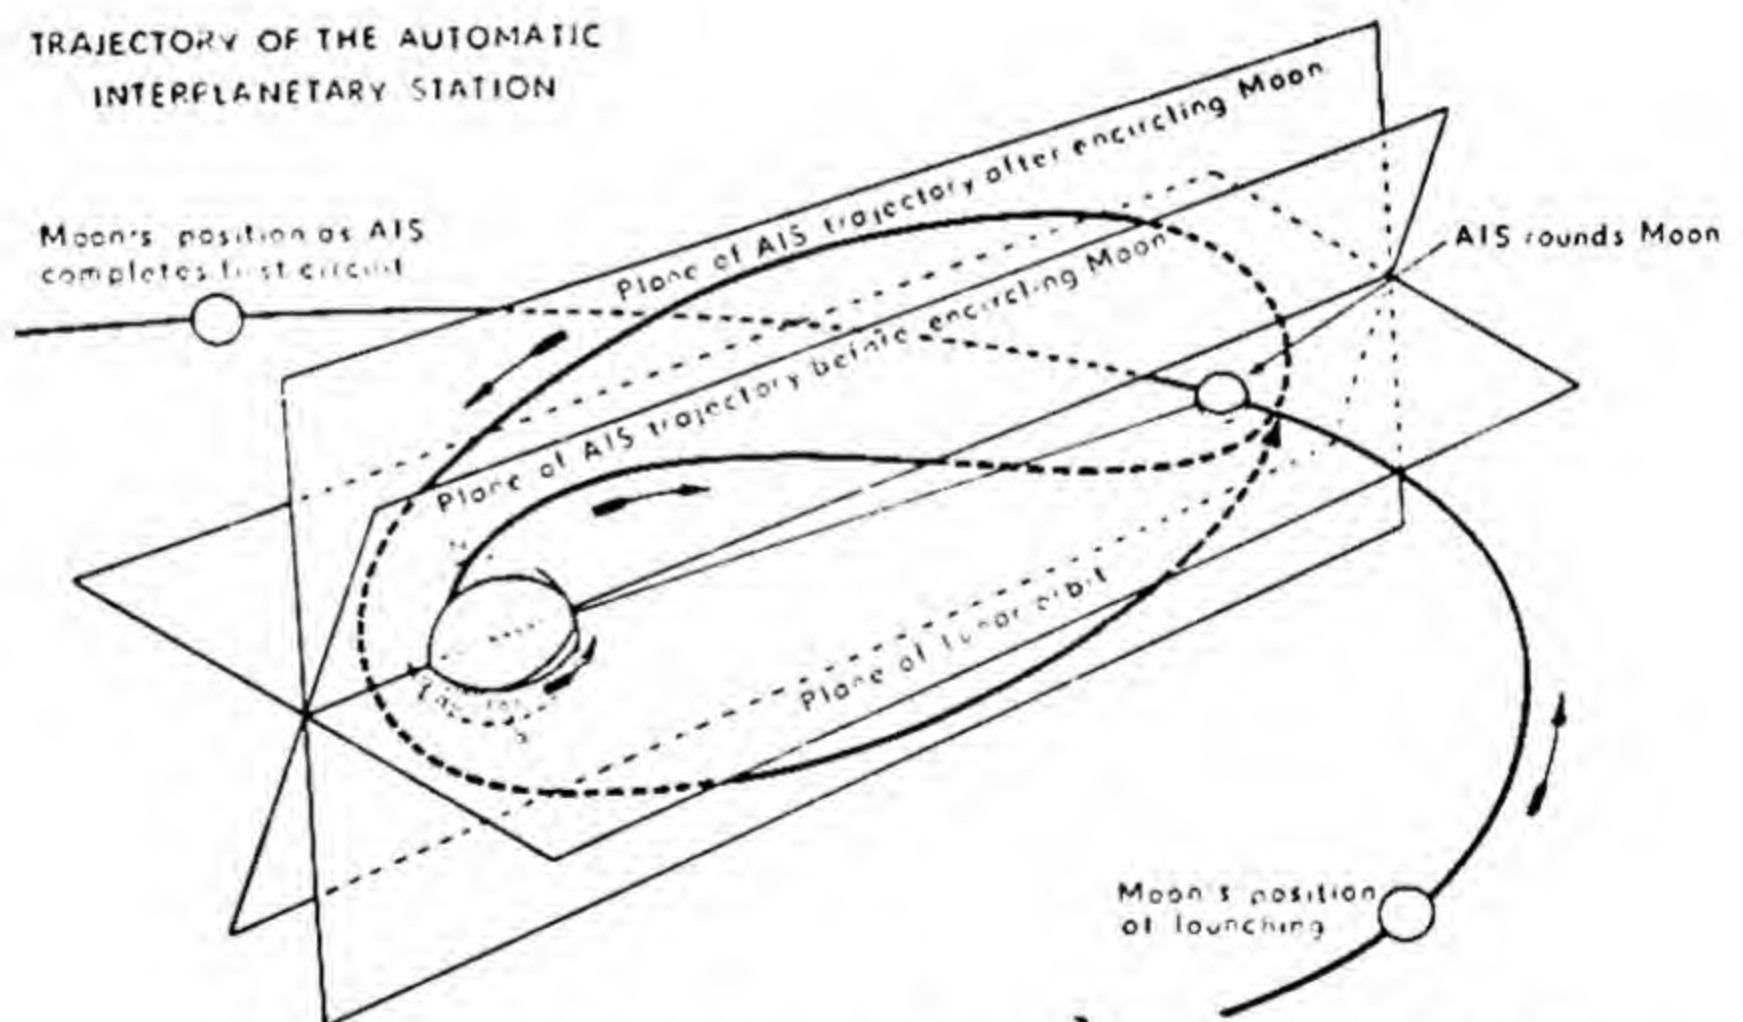 TRAJECTORY OF THE AUTOMATIC
INTERPLANETARY STATION
Moon's position as AIS
completes first circuit
Plane of AIS trajectory after encircling Moon
Plane of AIS trajectory before encircling Moon
AIS rounds Moon
N
Plane of lunar orbit
S
Moon's position
at launching